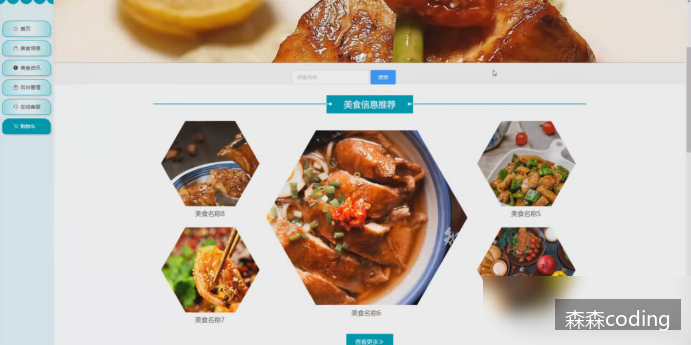 首页
美食信息
美食资讯
后台管理
在线客服
购物车
美食名称
搜索
美食信息推荐
美食名称8
美食名称5
美食名称7
美食名称6
查看更多
森森coding